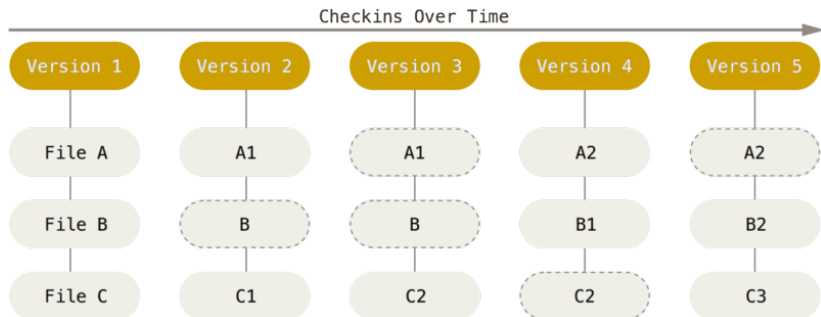 Checkins Over Time
Version 1 Version 2 Version 3 Version 4 Version 5
File A A1 A1 A2 A2
File B B B B1 B2
File C C1 C2 C2 C3